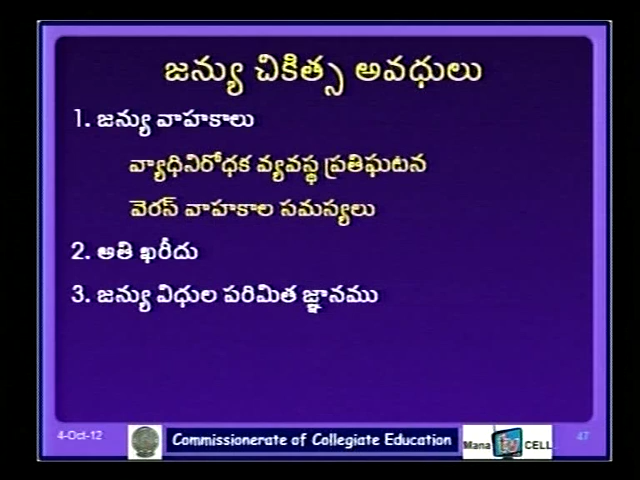 జన్యు చికిత్స అవధులు
1. జన్యు వాహకాలు
వ్యాధినిరోధక వ్యవస్థ ప్రతిఘటన
వెరస్ వాహకాల సమస్యలు
2. అతి ఖరీదు
3. జన్యు విధుల పరిమిత జ్ఞానము
4-Oct-12
Commissionerate of Collegiate Education
Mana tv CELL
47